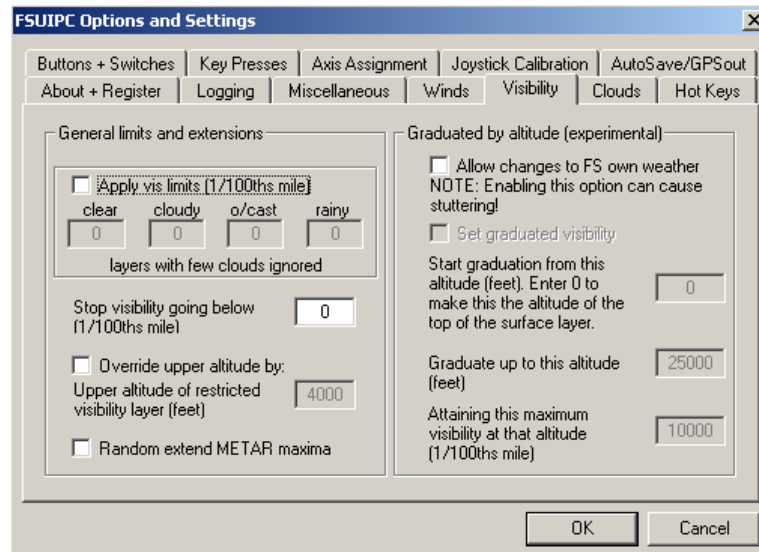 FSUIPC Options and Settings
Buttons + Switches Key Presses Axis Assignment Joystick Calibration AutoSave/GPSout
About + Register Logging Miscellaneous Winds Visibility Clouds Hot Keys
General limits and extensions
Apply vis limits (1/100ths mile)
clear cloudy o/cast rainy
0 0 0 0
layers with few clouds ignored
Stop visibility going below
(1/100ths mile)
0
Override upper altitude by:
Upper altitude of restricted
visibility layer (feet)
4000
Random extend METAR maxima
Graduated by altitude (experimental)
Allow changes to FS own weather
NOTE: Enabling this option can cause
stuttering!
Set graduated visibility
Start graduation from this
altitude (feet). Enter 0 to
make this the altitude of the
top of the surface layer.
0
Graduate up to this altitude
(feet)
25000
Attaining this maximum
visibility at that altitude
(1/100ths mile)
10000
OK Cancel